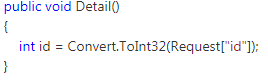 public void Detail()
{
int id = Convert.ToInt32(Request["id"]);
}